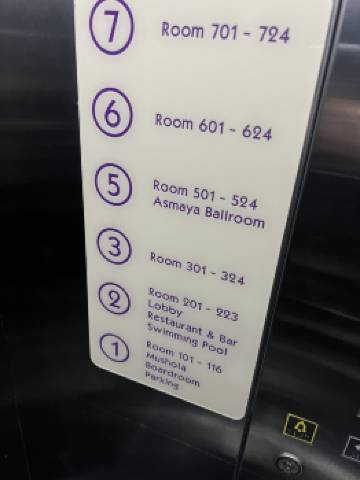 7 Room 701 - 724
6 Room 601 - 624
5 Room 501 - 524
Asmaya Ballroom
3 Room 301 - 324
2 Room 201 - 223
Lobby
Restaurant & Bar
Swimming Pool
1 Room 101 - 116
Mushola
Boardroom
Parking